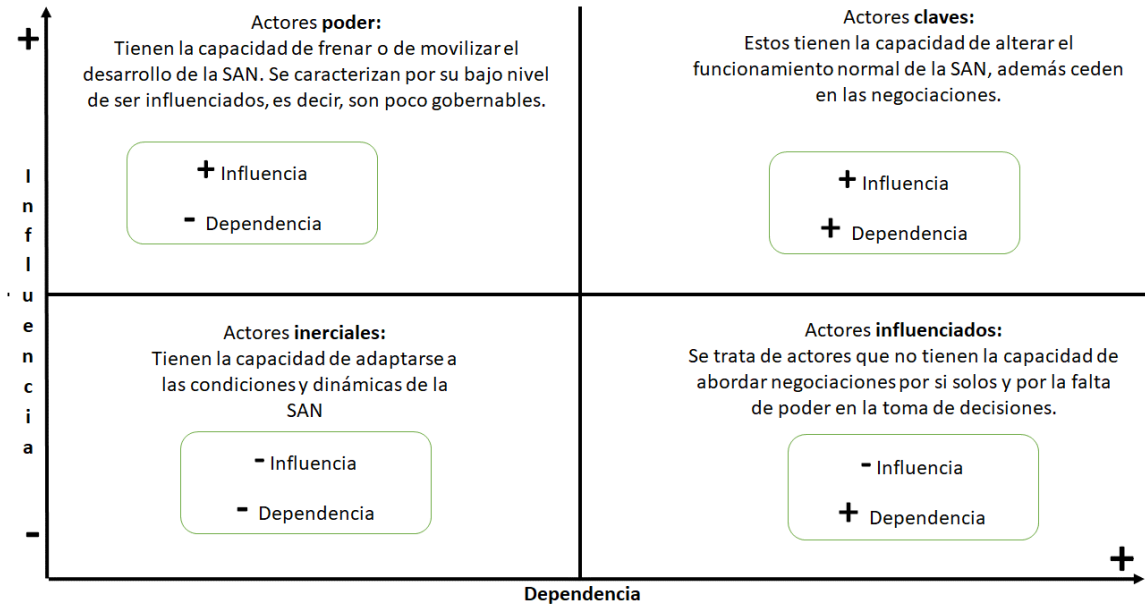 +
Actores poder:
Tienen la capacidad de frenar o de movilizar el
desarrollo de la SAN. Se caracterizan por su bajo nivel
de ser influenciados, es decir, son poco gobernables.
+ Influencia
- Dependencia
Actores claves:
Estos tienen la capacidad de alterar el
funcionamiento normal de la SAN, además ceden
en las negociaciones.
+ Influencia
+ Dependencia
Influencia
Actores inerciales:
Tienen la capacidad de adaptarse a
las condiciones y dinámicas de la
SAN
- Influencia
- Dependencia
Actores influenciados:
Se trata de actores que no tienen la capacidad de
abordar negociaciones por si solos y por la falta
de poder en la toma de decisiones.
- Influencia
+ Dependencia
-
+
Dependencia